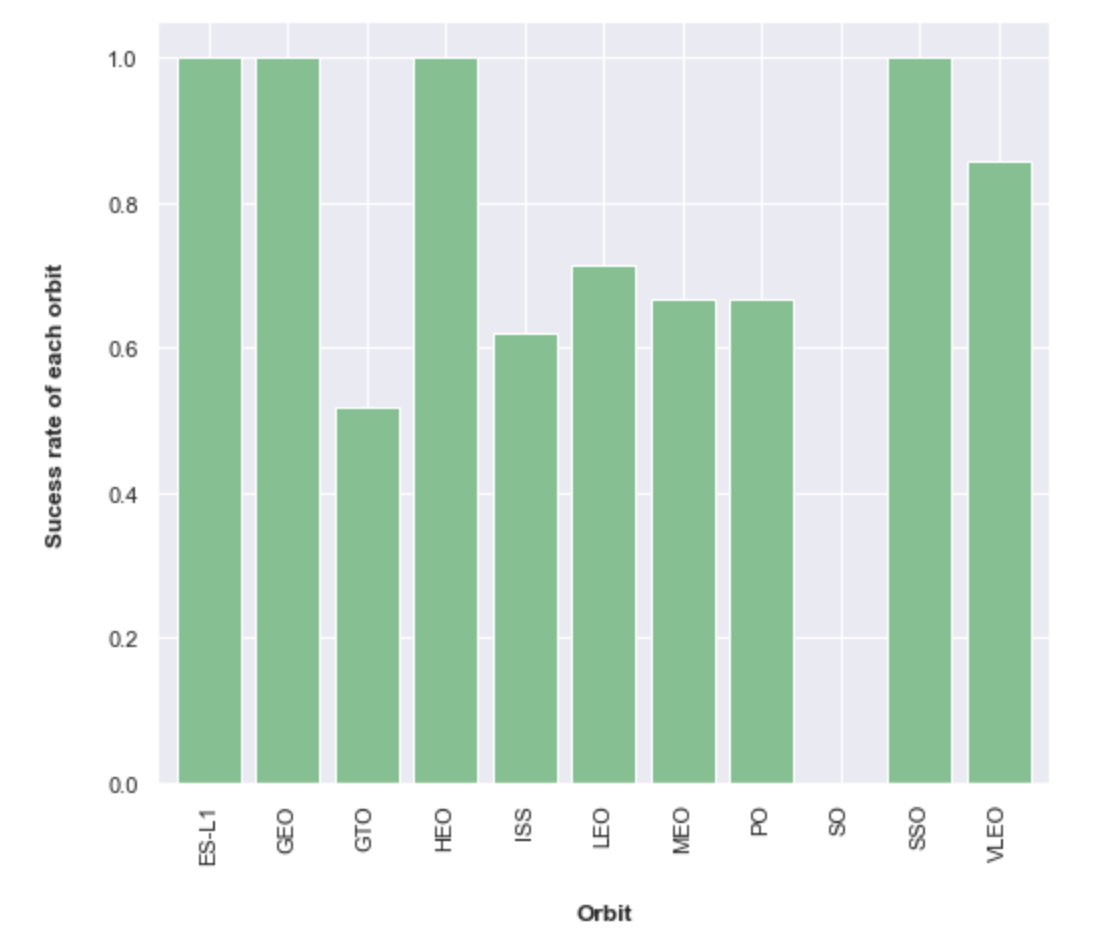 1.0
0.8
0.6
0.4
0.2
0.0
Sucess rate of each orbit
ES-L1
GEO
GTO
HEO
ISS
LEO
MEO
PO
SO
SSO
VLEO
Orbit